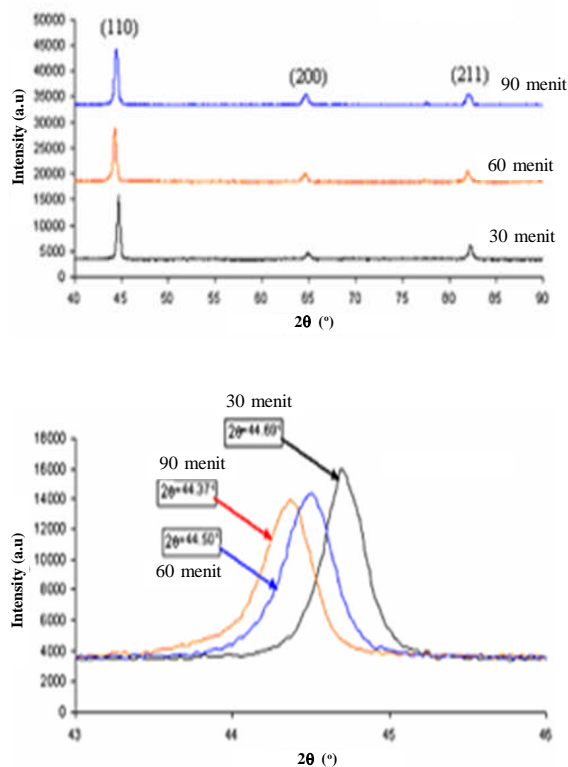 (110)
(200)
(211)
90 menit
60 menit
30 menit
Intensity (a.u)
50000
45000
40000
35000
30000
25000
20000
15000
10000
5000
0
40 45 50 55 60 65 70 75 80 85 90
2θ (°)
30 menit
2θ=44.69°
90 menit
2θ=44.37°
2θ=44.50°
60 menit
Intensity (a.u)
18000
16000
14000
12000
10000
8000
6000
4000
2000
0
43 44 45 46
2θ (°)